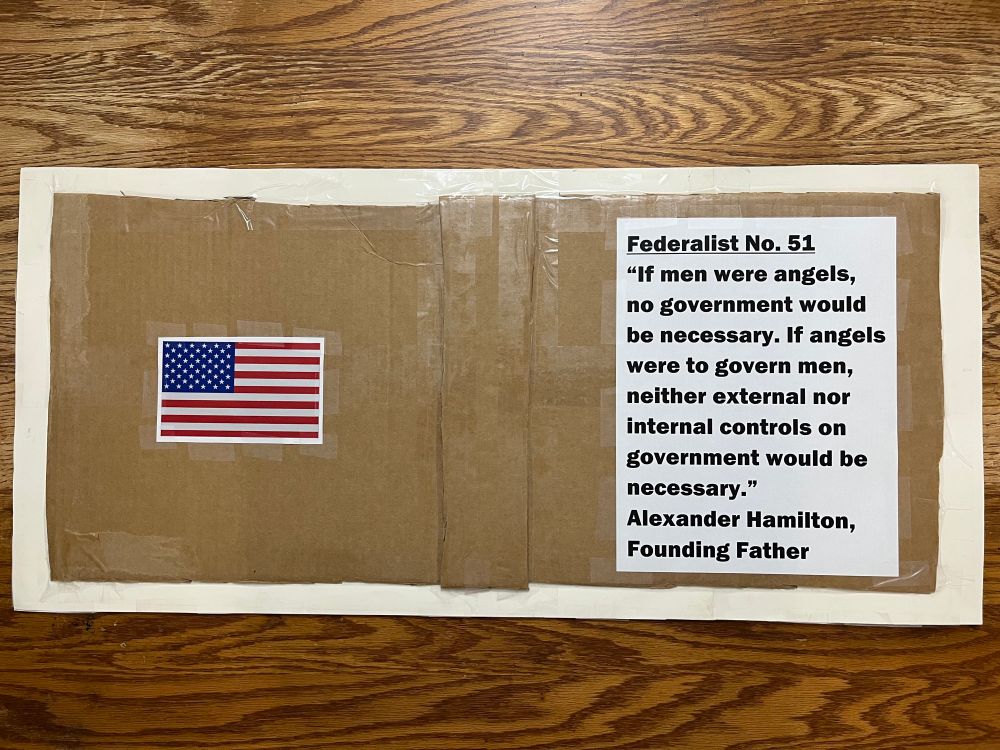 Federalist No. 51
“If men were angels,
no government would
be necessary. If angels
were to govern men,
neither external nor
internal controls on
government would be
necessary.”
Alexander Hamilton,
Founding Father